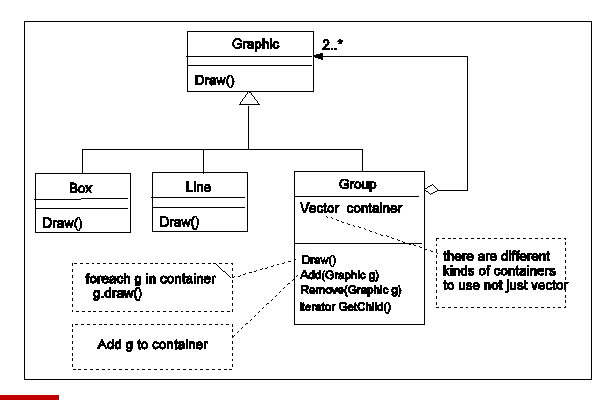 Graphic
2..*
Draw()
Box
Draw()
Line
Draw()
Group
Vector container
Draw()
Add(Graphic g)
Remove(Graphic g)
Iterator GetChild()
foreach g in container
g.draw()
Add g to container
there are different
kinds of containers
to use not just vector